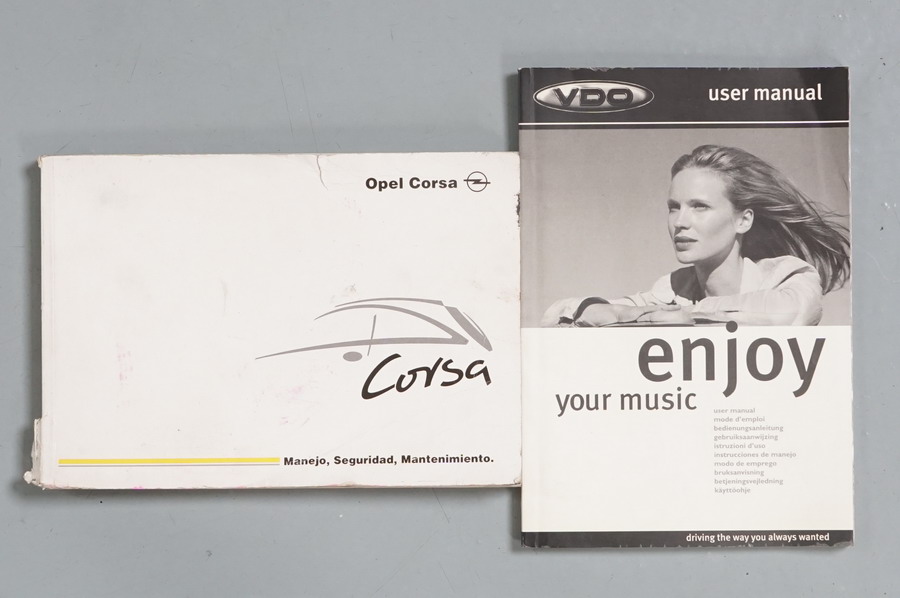 Opel Corsa
Corsa
Manejo, Seguridad, Mantenimiento.
VDO
user manual
enjoy
your music
user manual
mode d'emploi
bedienungsanleitung
gebruiksaanwijzing
istruzioni d'uso
instrucciones de manejo
modo de emprego
bruksanvisning
betjeningsvejledning
käyttöohje
driving the way you always wanted